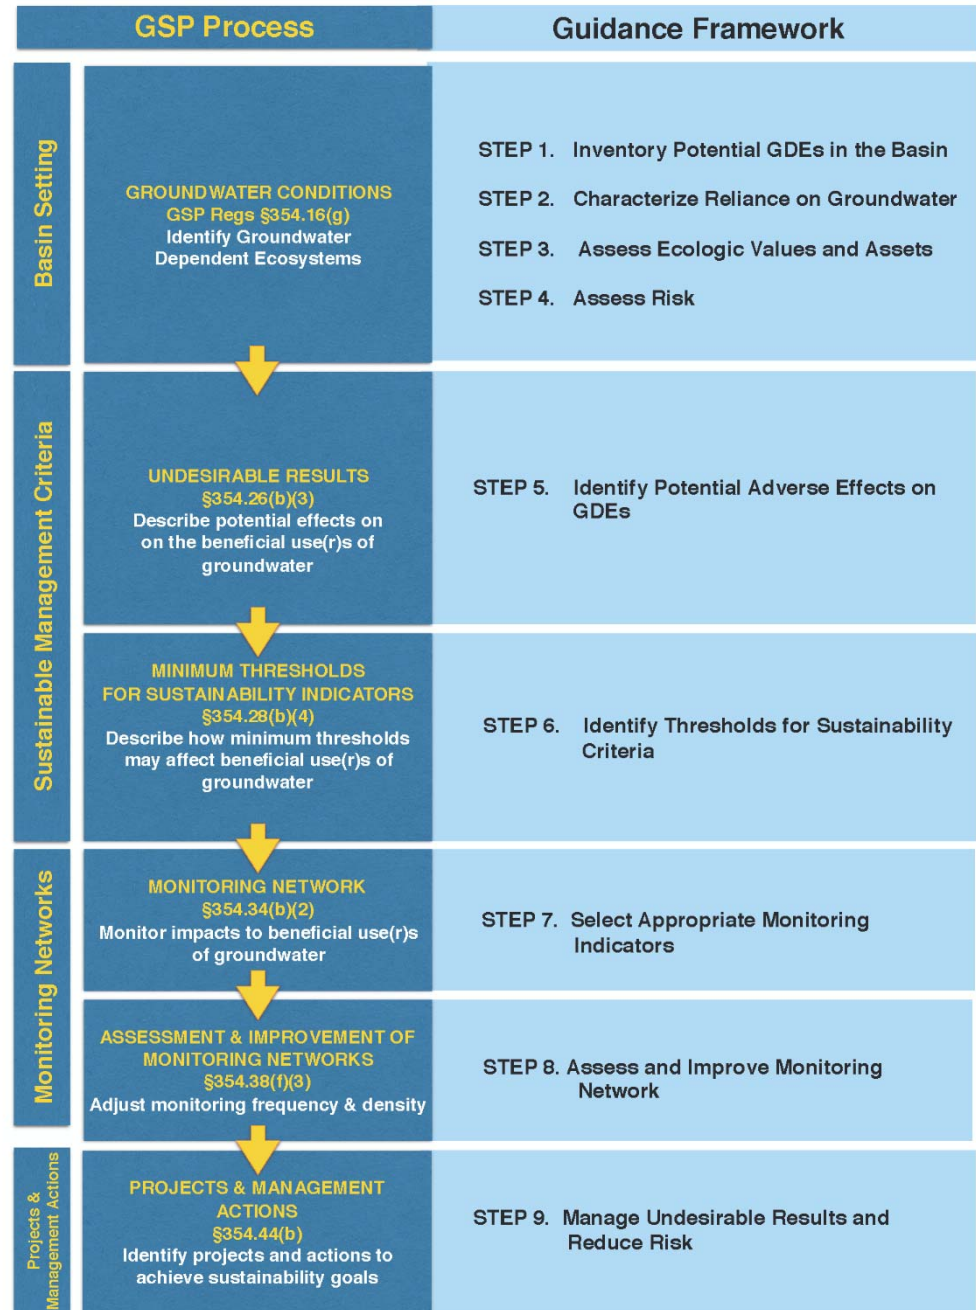 GSP Process
Guidance Framework
Basin Setting
GROUNDWATER CONDITIONS
GSP Regs §354.16(g)
Identify Groundwater
Dependent Ecosystems
STEP 1. Inventory Potential GDEs in the Basin
STEP 2. Characterize Reliance on Groundwater
STEP 3. Assess Ecologic Values and Assets
STEP 4. Assess Risk
Sustainable Management Criteria
UNDESIRABLE RESULTS
§354.26(b)(3)
Describe potential effects on
on the beneficial use(r)s of
groundwater
STEP 5. Identify Potential Adverse Effects on
GDEs
MINIMUM THRESHOLDS
FOR SUSTAINABILITY INDICATORS
§354.28(b)(4)
Describe how minimum thresholds
may affect beneficial use(r)s of
groundwater
STEP 6. Identify Thresholds for Sustainability
Criteria
Monitoring Networks
MONITORING NETWORK
§354.34(b)(2)
Monitor impacts to beneficial use(r)s
of groundwater
STEP 7. Select Appropriate Monitoring
Indicators
ASSESSMENT & IMPROVEMENT OF
MONITORING NETWORKS
§354.38(f)(3)
Adjust monitoring frequency & density
STEP 8. Assess and Improve Monitoring
Network
Projects &
Management Actions
PROJECTS & MANAGEMENT
ACTIONS
§354.44(b)
Identify projects and actions to
achieve sustainability goals
STEP 9. Manage Undesirable Results and
Reduce Risk